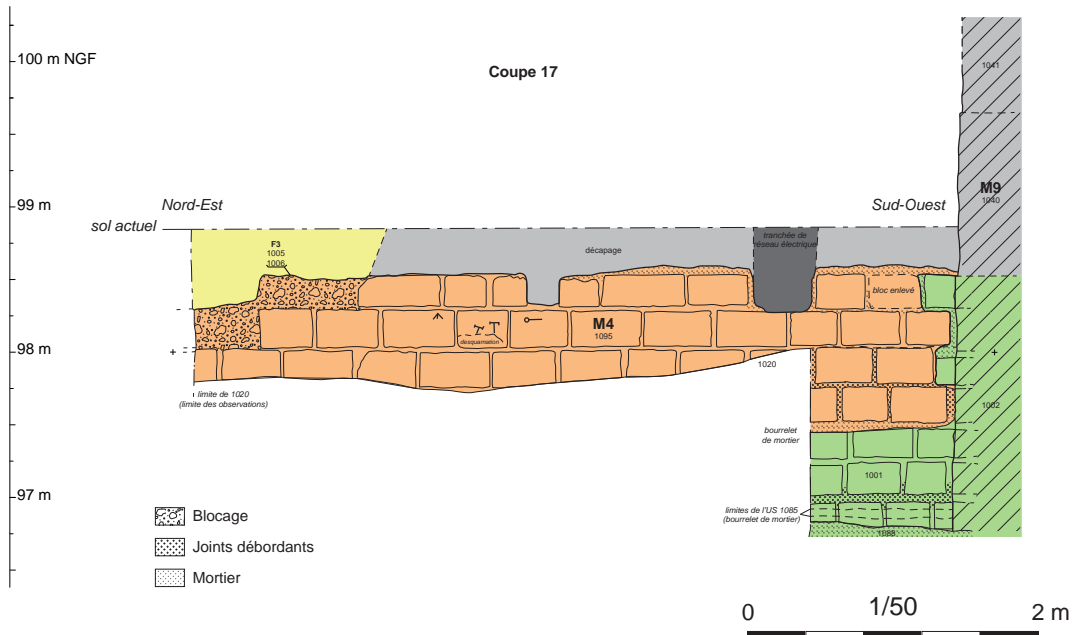 100 m NGF
Coupe 17
1041
99 m
Nord-Est
Sud-Ouest
M9
1040
sol actuel
F3
1005
1006
décapage
tranchée de
réseau électrique
bloc enlevé
M4
1095
desquamation
98 m
1020
limite de 1020
(limite des observations)
1002
bourrelet
de mortier
1001
97 m
limites de l'US 1085
(bourrelet de mortier)
1088
Blocage
Joints débordants
Mortier
0
1/50
2 m